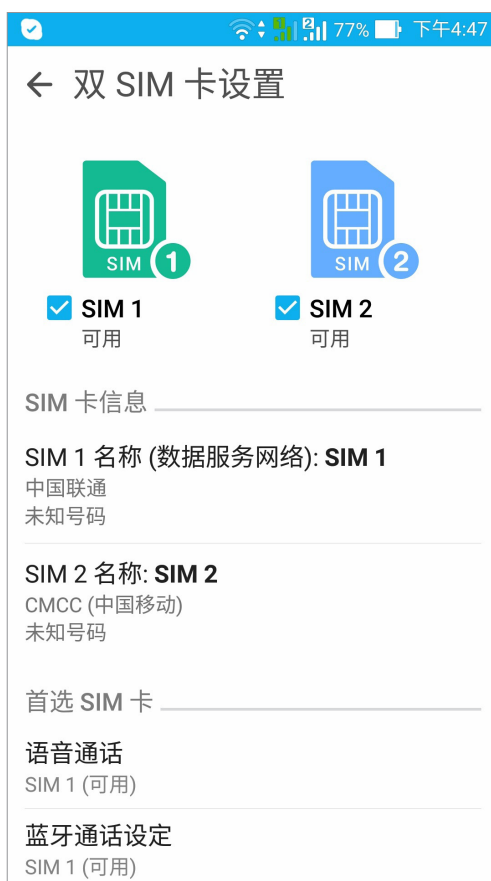 1 2 77% 下午4:47
双 SIM 卡设置
SIM 1 SIM 2
SIM 1 SIM 2
可用 可用
SIM 卡信息
SIM 1 名称 (数据服务网络): SIM 1
中国联通
未知号码
SIM 2 名称: SIM 2
CMCC (中国移动)
未知号码
首选 SIM 卡
语音通话
SIM 1 (可用)
蓝牙通话设定
SIM 1 (可用)